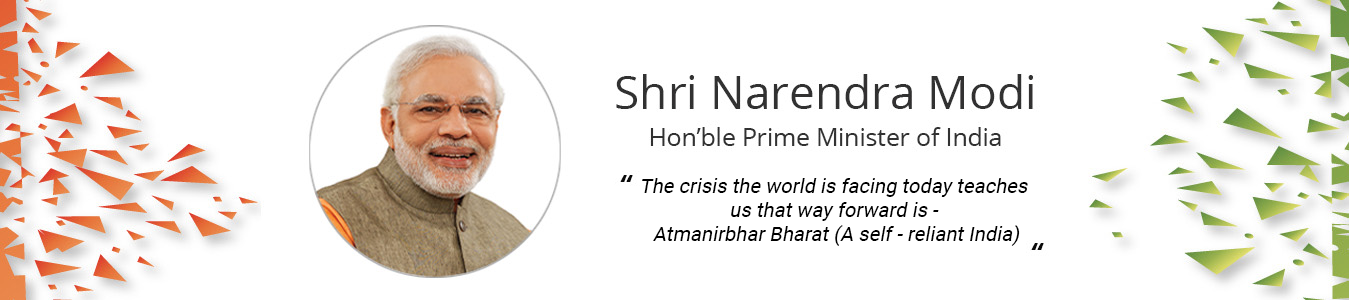 Shri Narendra Modi
Hon’ble Prime Minister of India
“ The crisis the world is facing today teaches
us that way forward is -
Atmanirbhar Bharat (A self - reliant India) “